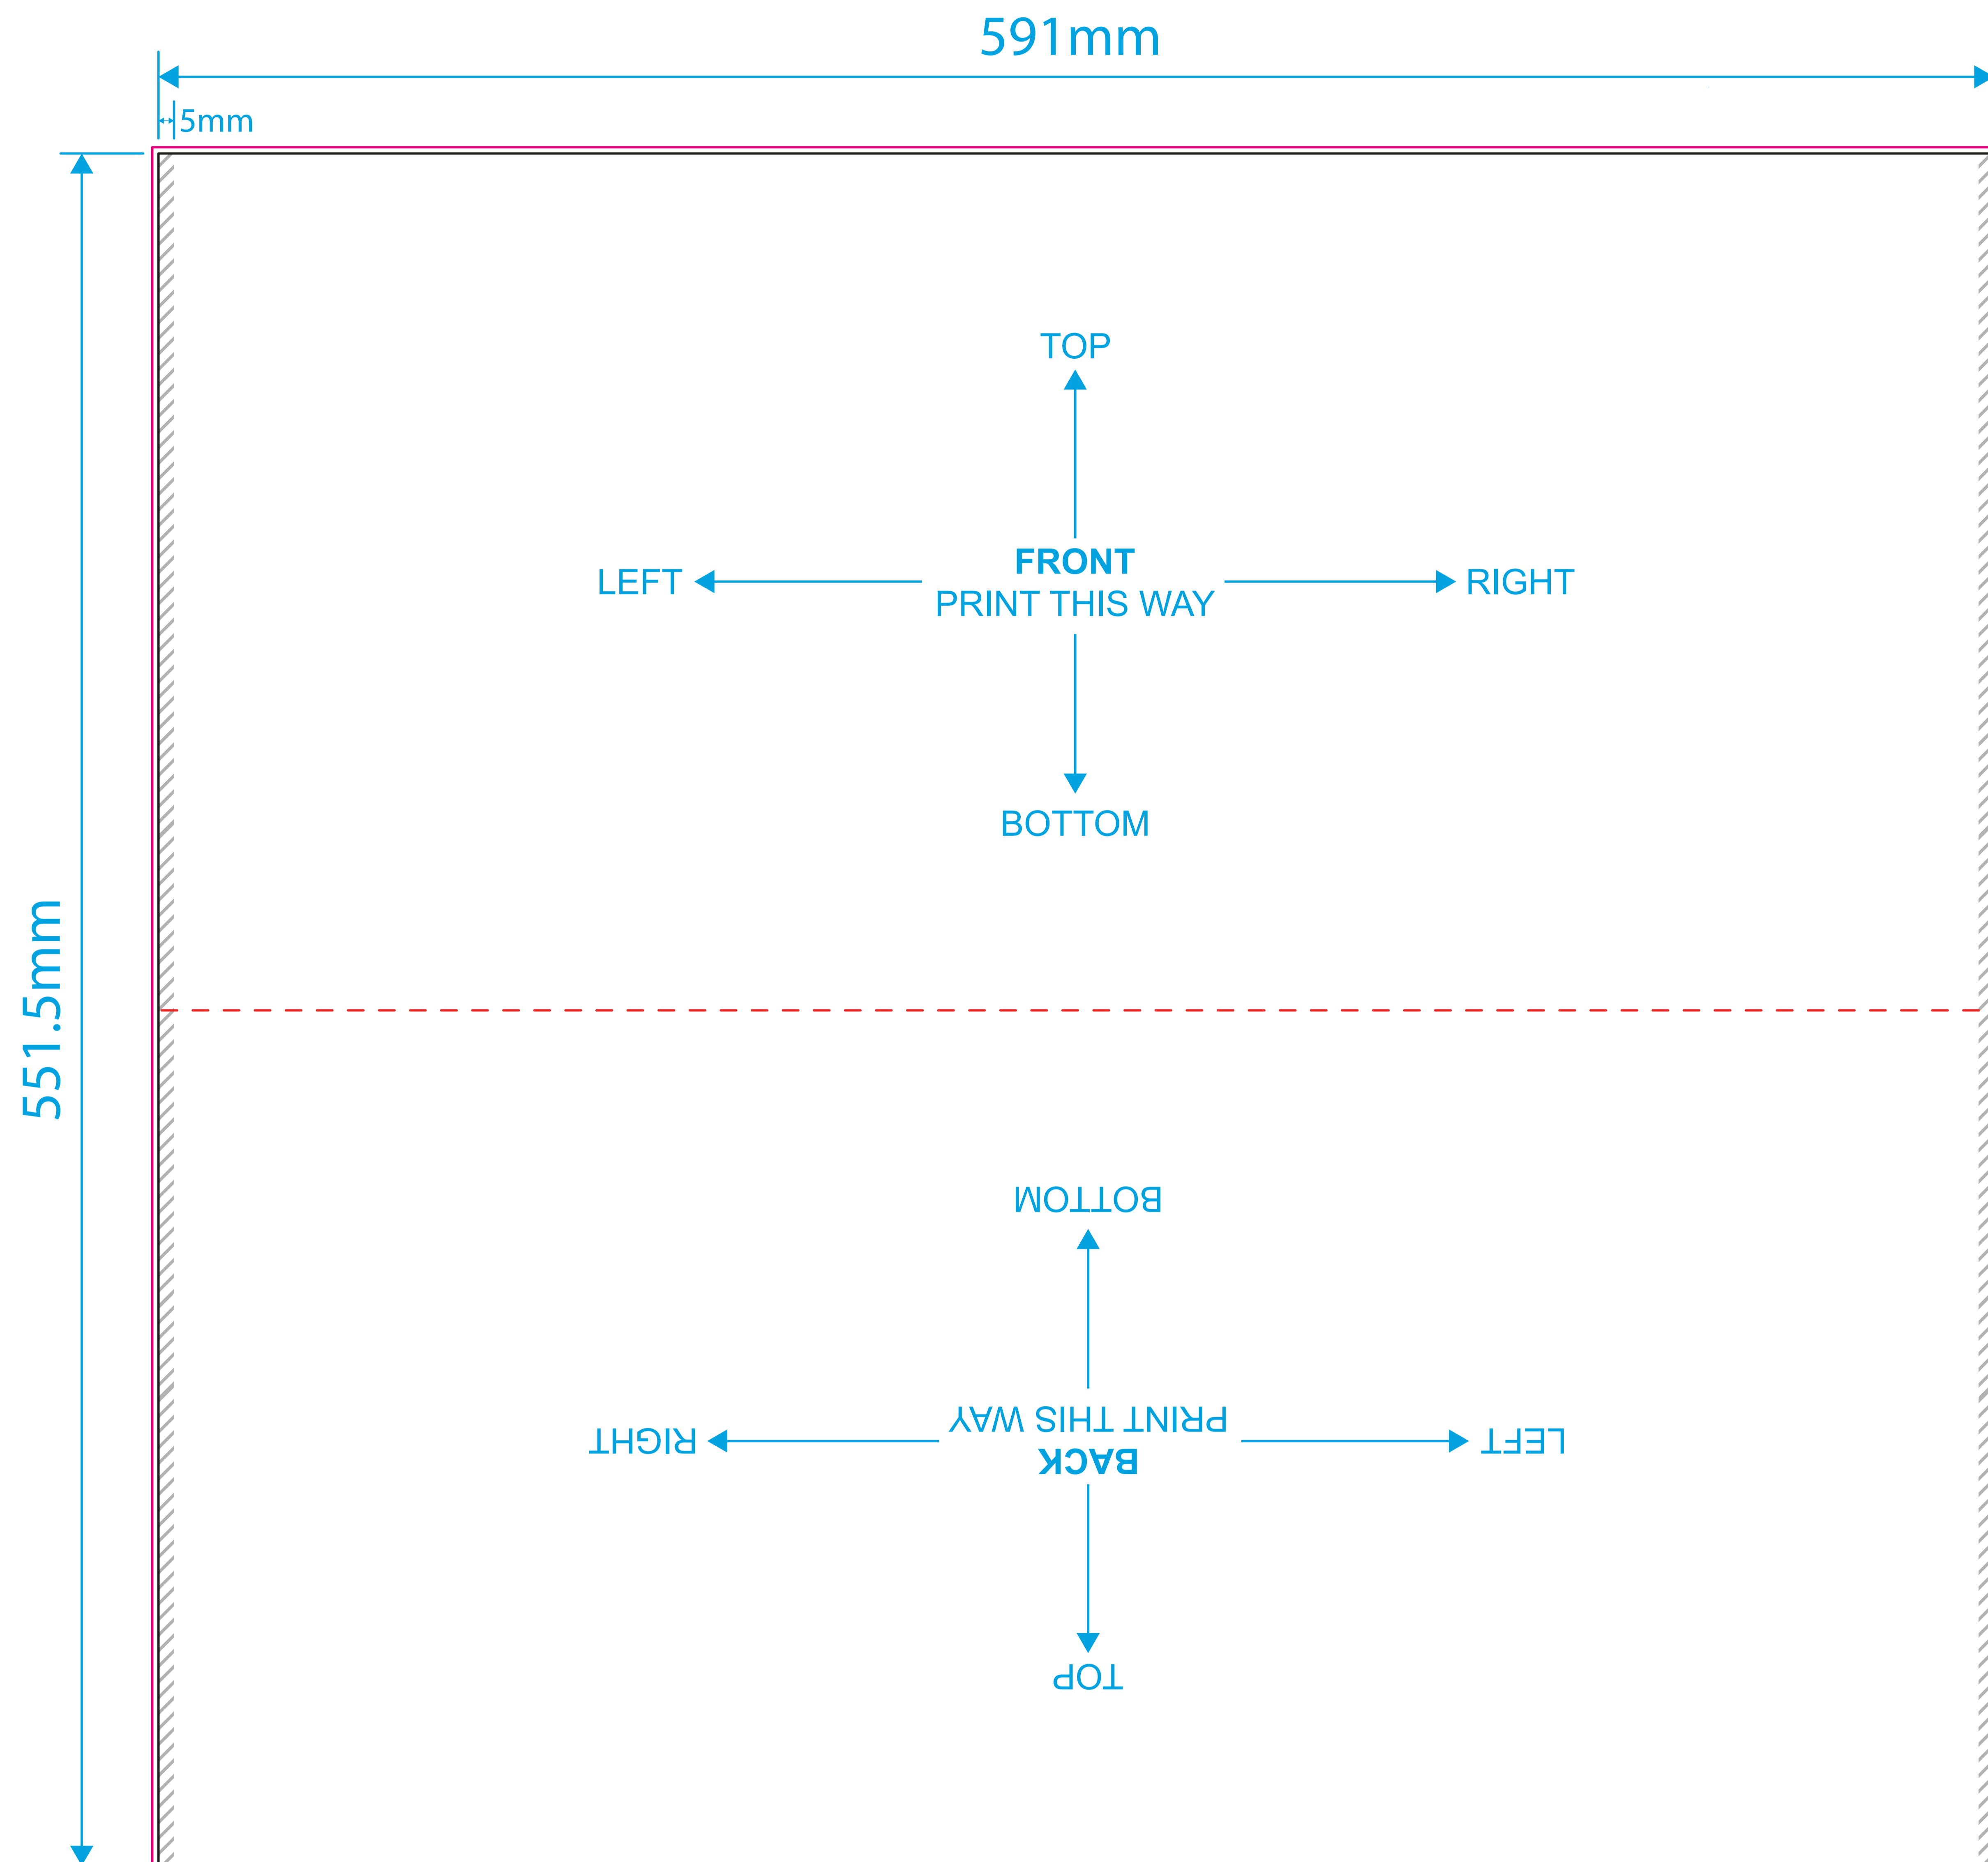 591mm
5mm
TOP
FRONT
LEFT
RIGHT
PRINT THIS WAY
BOTTOM
551.5mm
BOTTOM
PRINT THIS WAY
RIGHT
LEFT
BACK
TOP